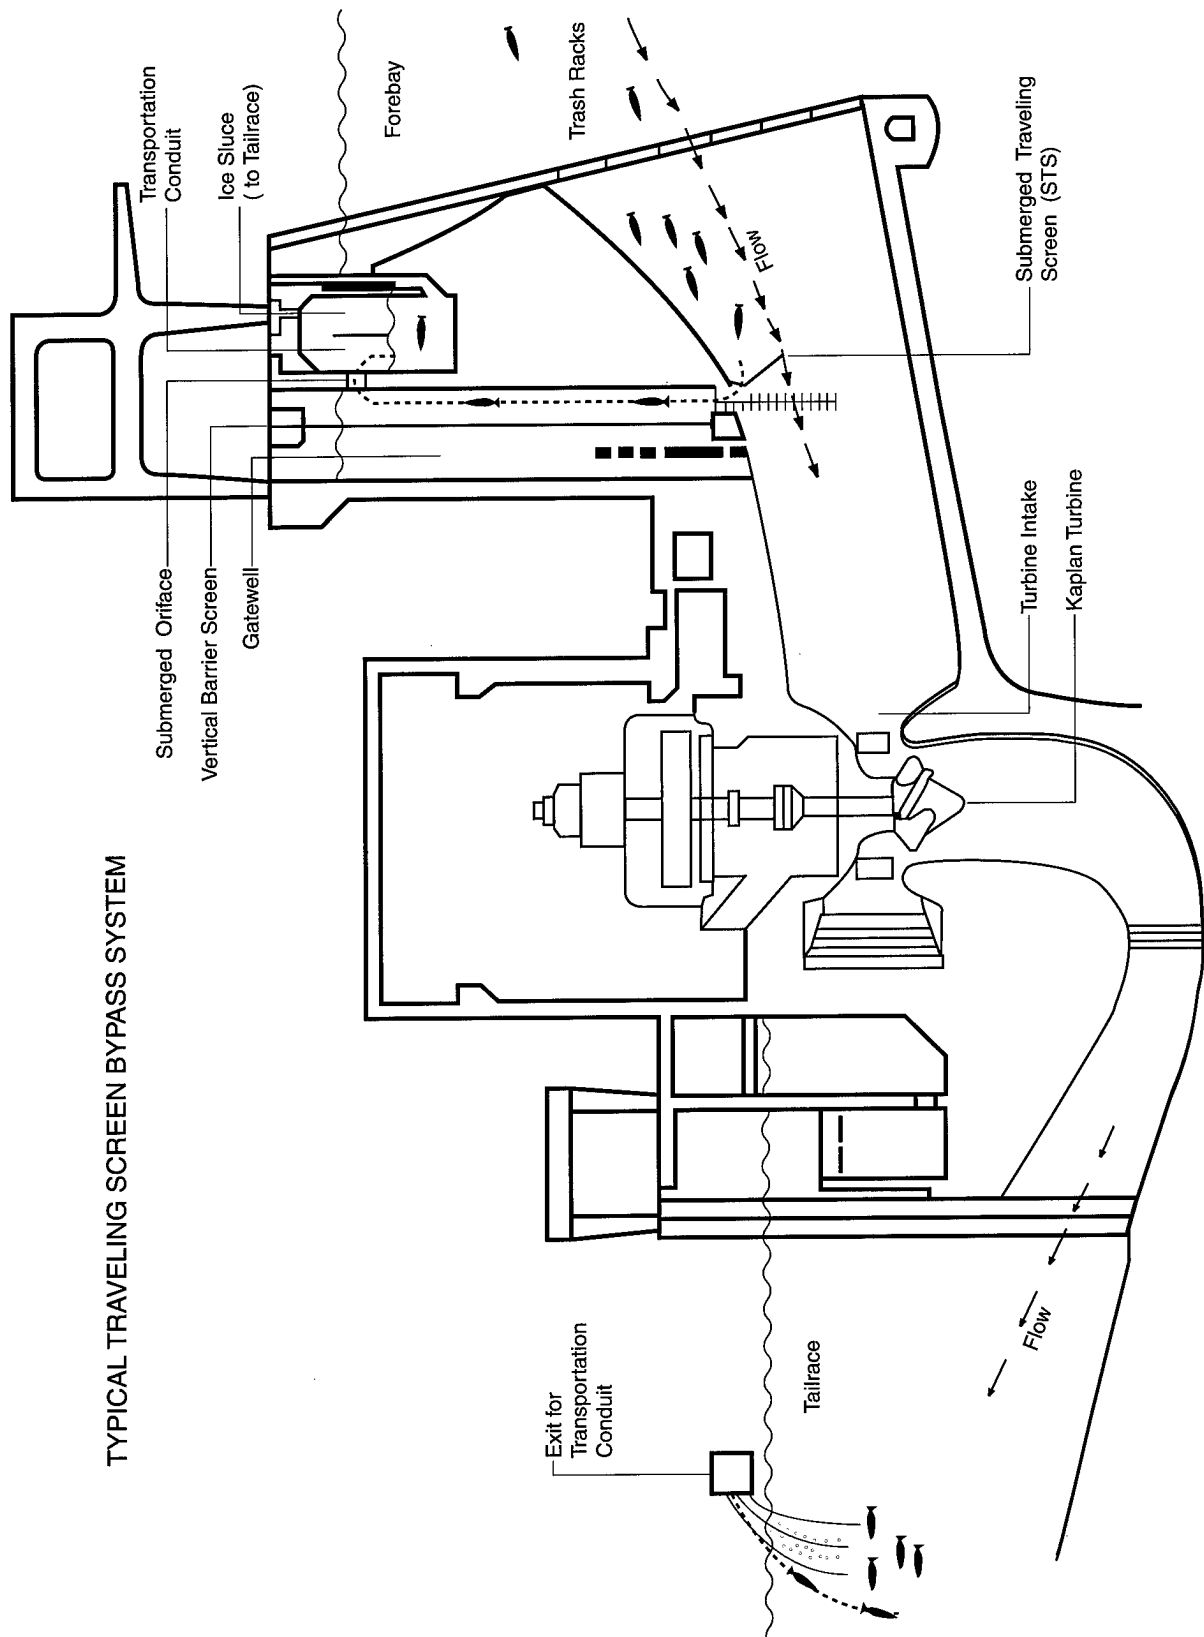 TYPICAL TRAVELING SCREEN BYPASS SYSTEM
Exit for
Transportation
Conduit
Tailrace
Flow
Submerged Oriface
Vertical Barrier Screen
Gatewell
Transportation
Conduit
Ice Sluce
( to Tailrace)
Forebay
Trash Racks
Flow
Submerged Traveling
Screen (STS)
Turbine Intake
Kaplan Turbine